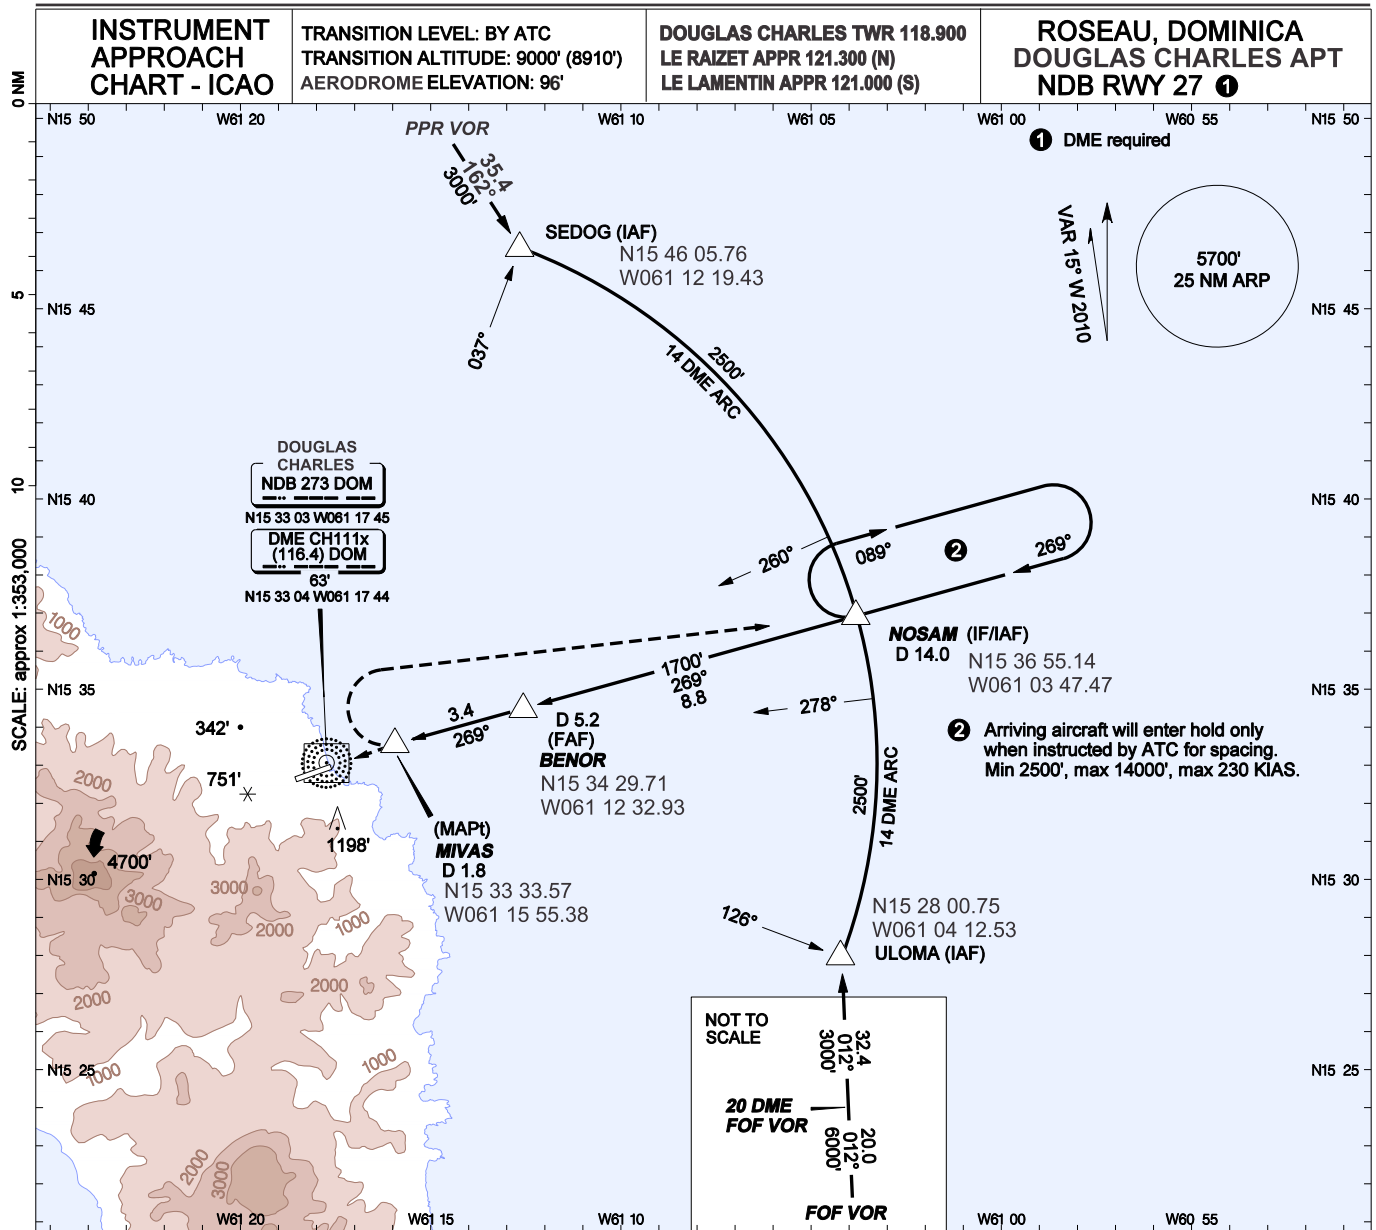 INSTRUMENT
APPROACH
CHART - ICAO
TRANSITION LEVEL: BY ATC
TRANSITION ALTITUDE: 9000' (8910')
AERODROME ELEVATION: 96'
DOUGLAS CHARLES TWR 118.900
LE RAIZET APPR 121.300 (N)
LE LAMENTIN APPR 121.000 (S)
ROSEAU, DOMINICA
DOUGLAS CHARLES APT
NDB RWY 27 1
0 NM
5
10
SCALE: approx 1:353,000
N15 50
W61 20
W61 10
W61 05
W61 00
W60 55
N15 50
PPR VOR
35.4
162°
3000'
1 DME required
SEDOG (IAF)
N15 46 05.76
W061 12 19.43
VAR 15° W 2010
5700'
25 NM ARP
N15 45
N15 45
037°
2500'
14 DME ARC
DOUGLAS
CHARLES
NDB 273 DOM
N15 33 03 W061 17 45
DME CH111x
(116.4) DOM
63'
N15 33 04 W061 17 44
N15 40
N15 40
260°
089°
2
269°
NOSAM (IF/IAF)
D 14.0
N15 36 55.14
W061 03 47.47
1000
N15 35
N15 35
1700'
269°
8.8
278°
3.4
269°
D 5.2
(FAF)
BENOR
N15 34 29.71
W061 12 32.93
2 Arriving aircraft will enter hold only
when instructed by ATC for spacing.
Min 2500', max 14000', max 230 KIAS.
342'
751'
2000
2500'
14 DME ARC
1198'
(MAPt)
MIVAS
D 1.8
N15 33 33.57
W061 15 55.38
4700'
N15 30
N15 30
3000
3000
2000
1000
126°
N15 28 00.75
W061 04 12.53
ULOMA (IAF)
2000
2000
NOT TO
SCALE
32.4
012°
3000'
N15 25
N15 25
1000
1000
20 DME
FOF VOR
20.0
012°
6000'
2000
3000
FOF VOR
W61 20
W61 15
W61 10
W61 00
W60 55